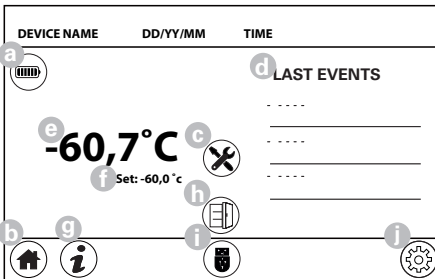 DEVICE NAME DD/YY/MM TIME
a
d LAST EVENTS
- - - - -
e -60,7°C c
- - - - -
f Set: -60,0 °c
- - - - -
h
b g i j
i